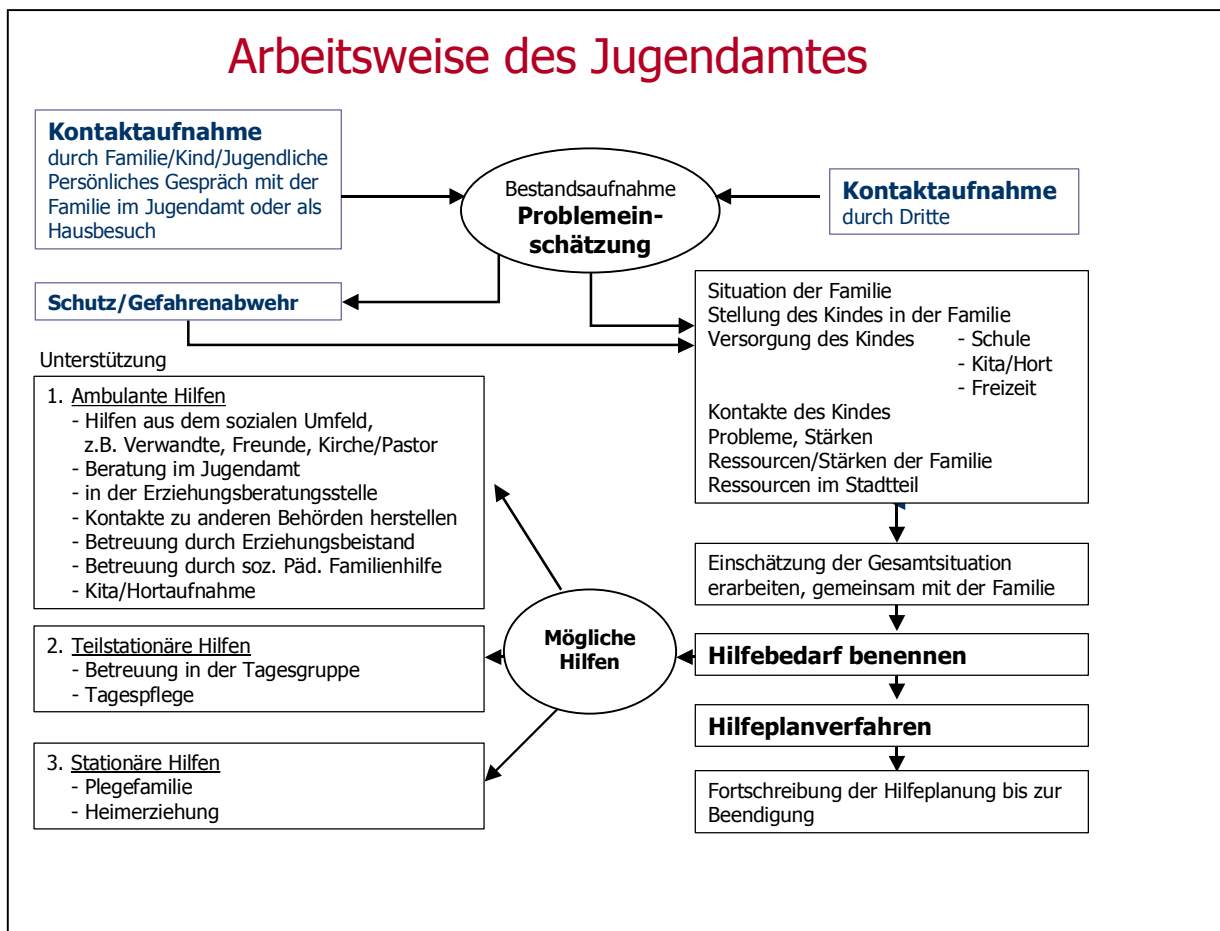 Arbeitsweise des Jugendamtes
Kontaktaufnahme
durch Familie/Kind/Jugendliche
Persönliches Gespräch mit der
Familie im Jugendamt oder als
Hausbesuch
Bestandsaufnahme
Problemein-
schätzung
Kontaktaufnahme
durch Dritte
Schutz/Gefahrenabwehr
Situation der Familie
Stellung des Kindes in der Familie
Versorgung des Kindes - Schule
- Kita/Hort
- Freizeit
Kontakte des Kindes
Probleme, Stärken
Ressourcen/Stärken der Familie
Ressourcen im Stadtteil
Unterstützung
1. Ambulante Hilfen
- Hilfen aus dem sozialen Umfeld,
z.B. Verwandte, Freunde, Kirche/Pastor
- Beratung im Jugendamt
- in der Erziehungsberatungsstelle
- Kontakte zu anderen Behörden herstellen
- Betreuung durch Erziehungsbeistand
- Betreuung durch soz. Päd. Familienhilfe
- Kita/Hortaufnahme
Einschätzung der Gesamtsituation
erarbeiten, gemeinsam mit der Familie
2. Teilstationäre Hilfen
- Betreuung in der Tagesgruppe
- Tagespflege
Mögliche
Hilfen
Hilfebedarf benennen
Hilfeplanverfahren
3. Stationäre Hilfen
- Plegefamilie
- Heimerziehung
Fortschreibung der Hilfeplanung bis zur
Beendigung